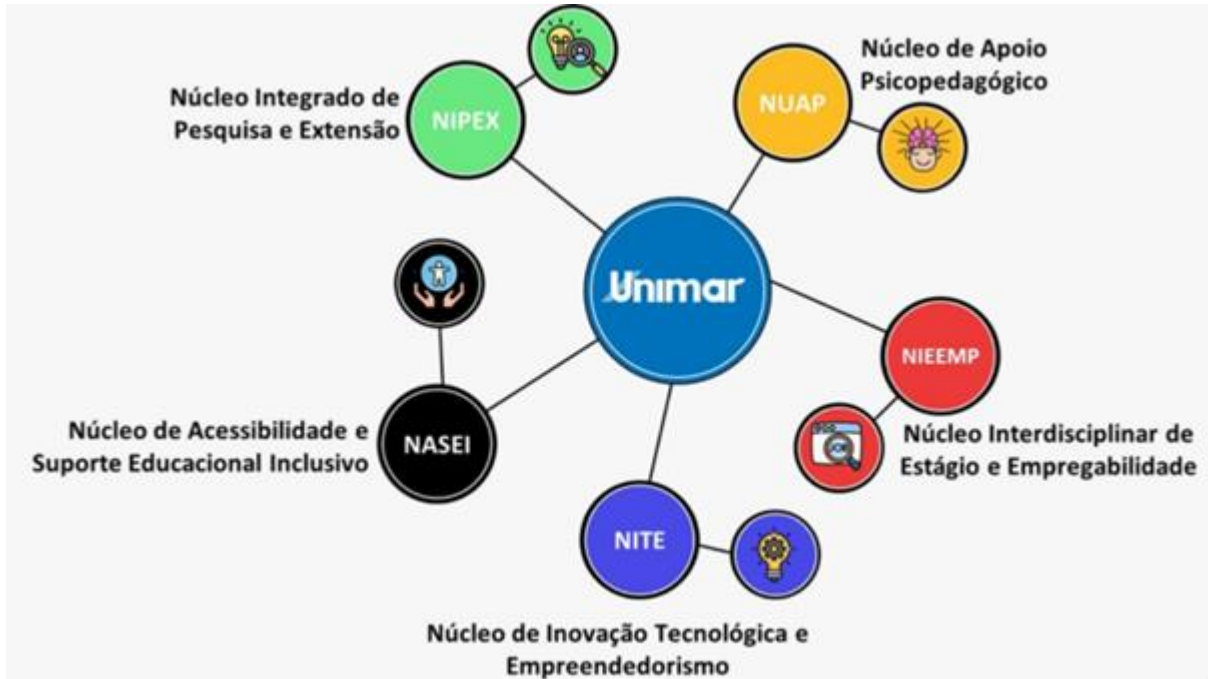 Núcleo Integrado de
Pesquisa e Extensão
NIPEX
NUAP
Núcleo de Apoio
Psicopedagógico
Unimar
NIEEMP
Núcleo Interdisciplinar de
Estágio e Empregabilidade
Núcleo de Acessibilidade e
Suporte Educacional Inclusivo
NASEI
NITE
Núcleo de Inovação Tecnológica e
Empreendedorismo